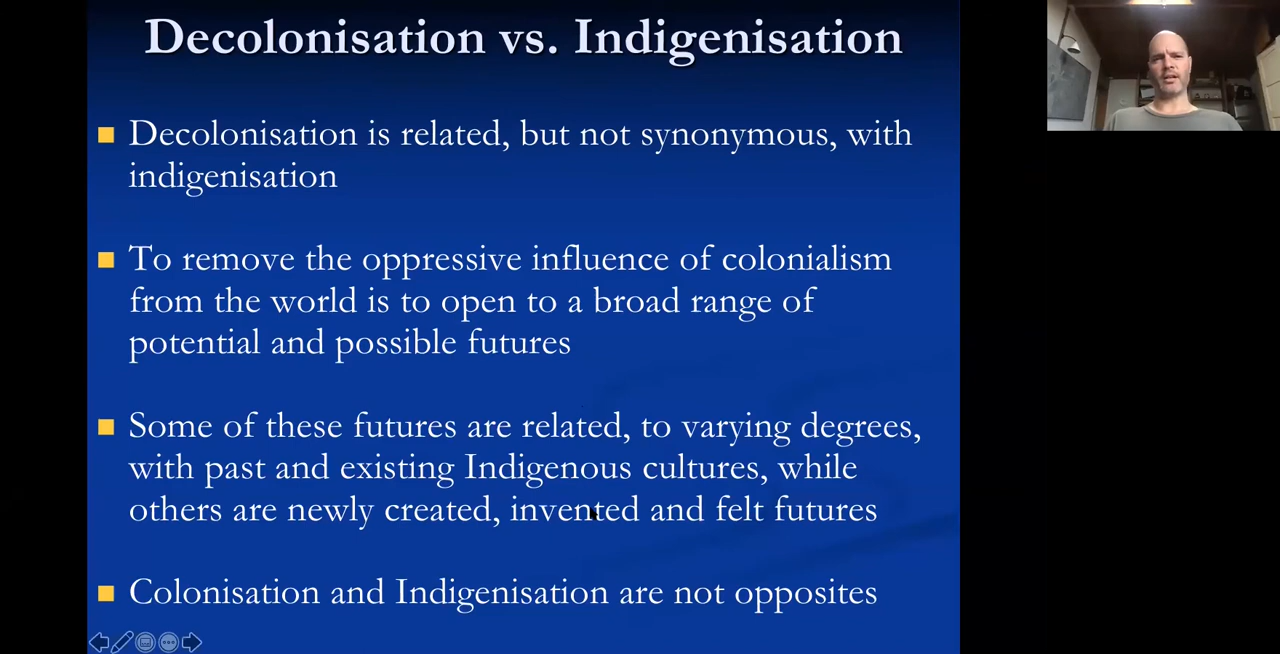 Decolonisation vs. Indigenisation
Decolonisation is related, but not synonymous, with
indigenisation
To remove the oppressive influence of colonialism
from the world is to open to a broad range of
potential and possible futures
Some of these futures are related, to varying degrees,
with past and existing Indigenous cultures, while
others are newly created, invented and felt futures
Colonisation and Indigenisation are not opposites